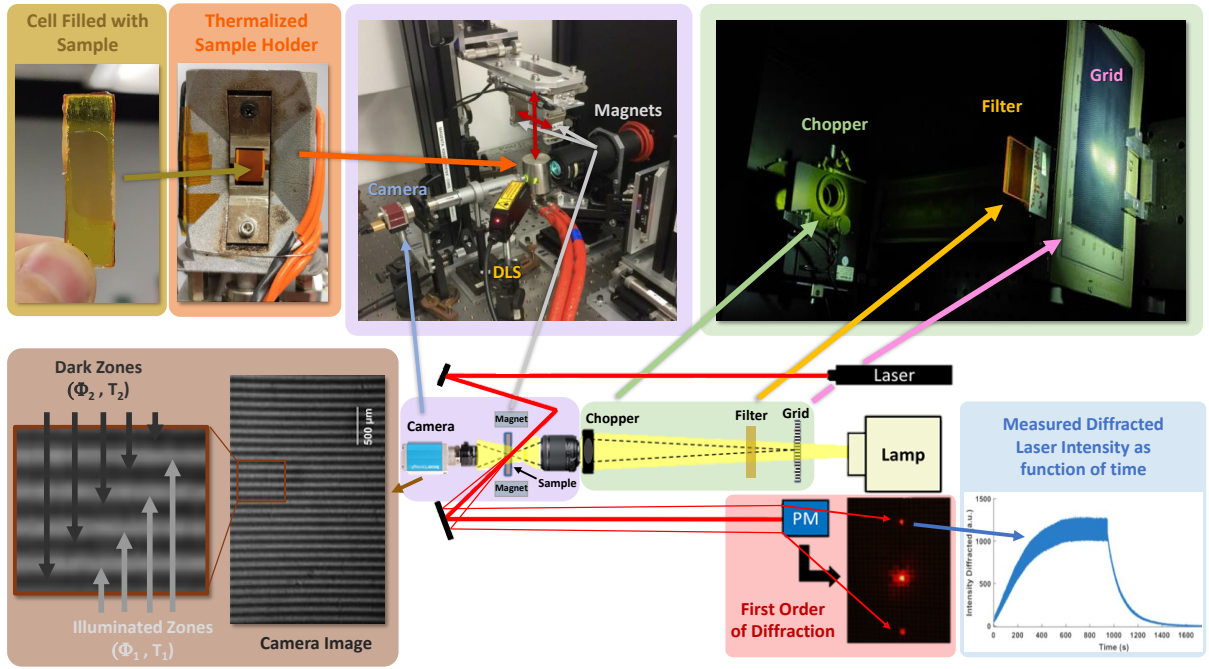 Cell Filled with
Sample
Thermalized
Sample Holder
Camera
DLS
Magnets
Chopper
Filter
Grid
Dark Zones
(Φ₂ , T₂)
500 µm
Illuminated Zones
(Φ₁ , T₁)
Camera Image
Laser
Camera
Magnet
Sample
Magnet
Chopper
Filter
Grid
Lamp
PM
First Order
of Diffraction
Measured Diffracted
Laser Intensity as
function of time
Intensity Diffracted (a.u.)
1500
1000
500
0
0 200 400 600 800 1000 1200 1400 1600
Time (s)